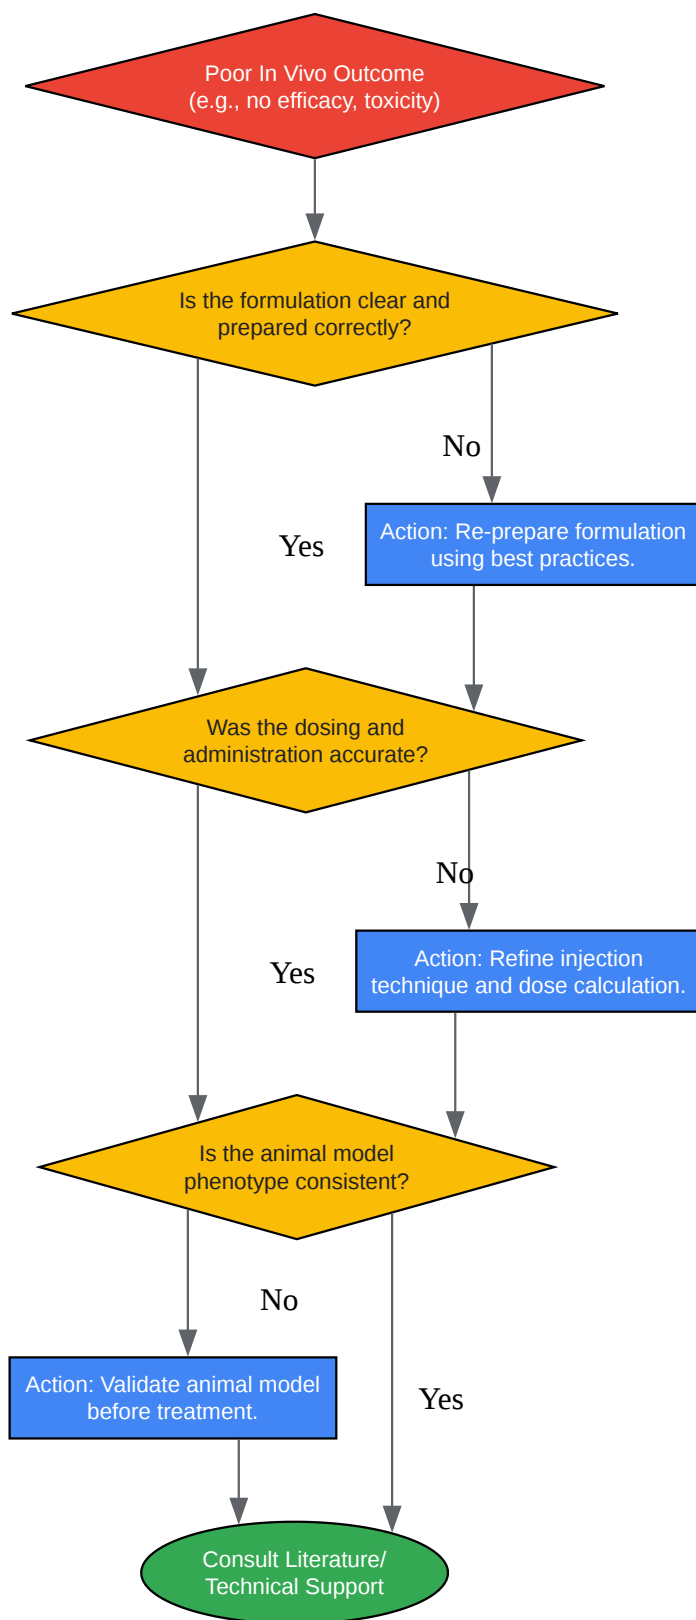 Poor In Vivo Outcome
(e.g., no efficacy, toxicity)
Is the formulation clear and
prepared correctly?
No
Action: Re-prepare formulation
using best practices.
Yes
Was the dosing and
administration accurate?
No
Action: Refine injection
technique and dose calculation.
Yes
Is the animal model
phenotype consistent?
No
Action: Validate animal model
before treatment.
Yes
Consult Literature/
Technical Support